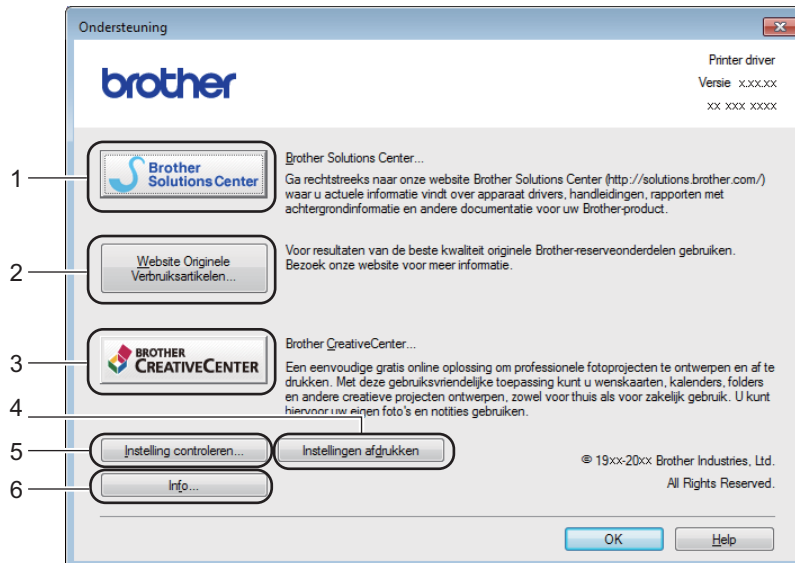 Ondersteuning
brother
Printer driver
Versie x.xx.xx
xx xxx xxxx
1
Brother
Solutions Center
Brother Solutions Center...
Ga rechtstreeks naar onze website Brother Solutions Center (http://solutions.brother.com/)
waar u actuele informatie vindt over apparaat drivers, handleidingen, rapporten met
achtergrondinformatie en andere documentatie voor uw Brother-product.
2
Website Originele
Verbruiksartikelen...
Voor resultaten van de beste kwaliteit originele Brother-reserveonderdelen gebruiken.
Bezoek onze website voor meer informatie.
3
BROTHER
CREATIVECENTER
Brother CreativeCenter...
Een eenvoudige gratis online oplossing om professionele fotoprojecten te ontwerpen en af te
drukken. Met deze gebruiksvriendelijke toepassing kunt u wenskaarten, kalenders, folders
en andere creatieve projecten ontwerpen, zowel voor thuis als voor zakelijk gebruik. U kunt
hiervoor uw eigen foto's en notities gebruiken.
4
5
Instelling controleren...
Instellingen afdrukken
6
Info...
© 19xx-20xx Brother Industries, Ltd.
All Rights Reserved.
OK
Help